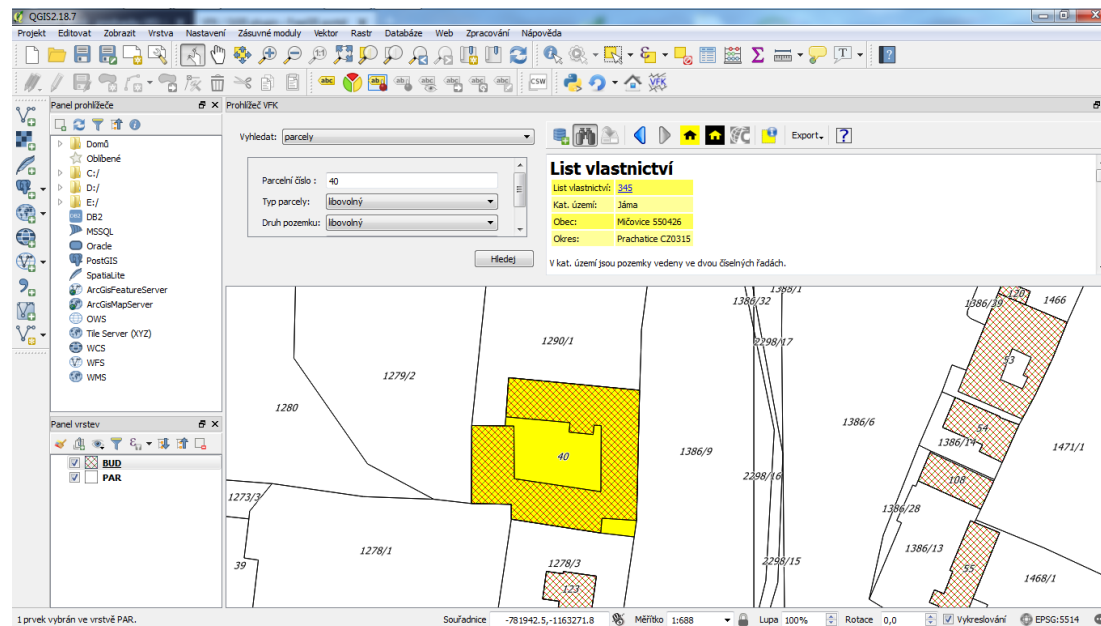 QGIS2.18.7
Projekt Editovat Zobrazit Vrstva Nastavení Zásuvné moduly Vektor Rastr Databáze Web Zpracování Nápověda
Panel prohlížeče
Domů
Oblíbené
C:/
D:/
E:/
DB2
MSSQL
Oracle
PostGIS
SpatiaLite
ArcGisFeatureServer
ArcGisMapServer
OWS
Tile Server (XYZ)
WCS
WFS
WMS
Panel vrstev
BUD
PAR
Prohlížeč VFK
Vyhledat: parcely
Parcelní číslo : 40
Typ parcely: libovolný
Druh pozemku: libovolný
Hledej
Export
List vlastnictví
List vlastnictví: 345
Kat. území: Jáma
Obec: Mičovice 550426
Okres: Prachatice CZ0315
V kat. území jsou pozemky vedeny ve dvou číselných řadách.
1388/1
1386/32
120
1386/39
1466
1290/1
2298/17
53
1279/2
1280
1386/6
54
1386/14
1471/1
40
1386/9
2298/16
108
1273/3
1386/28
1278/1
39
1278/3
123
2298/15
1386/13
55
1468/1
1 prvek vybrán ve vrstvě PAR.
Souřadnice -781942.5,-1163271.8 Měřítko 1:688 Lupa 100% Rotace 0,0 Vykreslování EPSG:5514